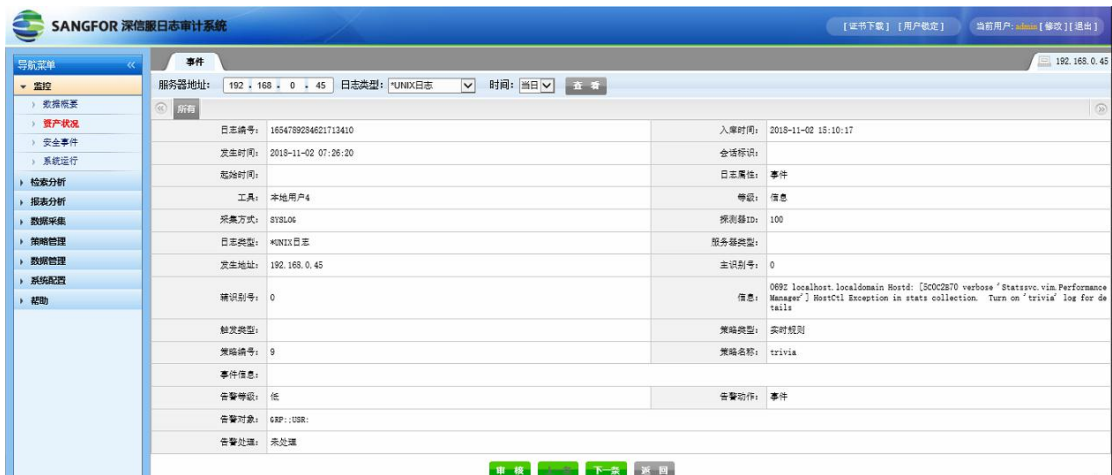 SANGFOR 深信服日志审计系统
[证书下载] [用户锁定] 当前用户: admin [修改][退出]
导航菜单 «
事件
192.168.0.45
监控
数据概要
资产状况
安全事件
系统运行
检索分析
报表分析
数据采集
策略管理
数据管理
系统配置
帮助
服务器地址: 192 . 168 . 0 . 45 日志类型: *UNIX日志 时间: 当日 查 看
所有
日志编号: 1654789284621713410 入库时间: 2018-11-02 15:10:17
发生时间: 2018-11-02 07:26:20 会话标识:
起始时间: 日志属性: 事件
工具: 本地用户4 等级: 信息
采集方式: SYSLOG 探测器ID: 100
日志类型: *UNIX日志 服务器类型:
发生地址: 192.168.0.45 主识别号: 0
辅识别号: 0 信息: 069Z localhost.localdomain Hostd: [5C0C2B70 verbose 'Statssvc.vim.Performance
Manager'] HostCtl Exception in stats collection. Turn on 'trivia' log for de
tails
触发类型: 策略类型: 实时规则
策略编号: 9 策略名称: trivia
事件信息:
告警等级: 低 告警动作: 事件
告警对象: GRP:;USR:
告警处理: 未处理
审 核 下一条 返 回